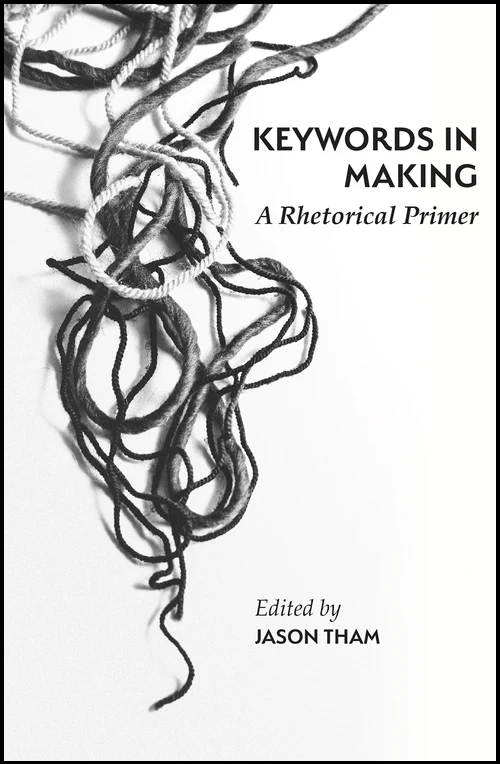 KEYWORDS IN
MAKING
A Rhetorical Primer
Edited by
JASON THAM